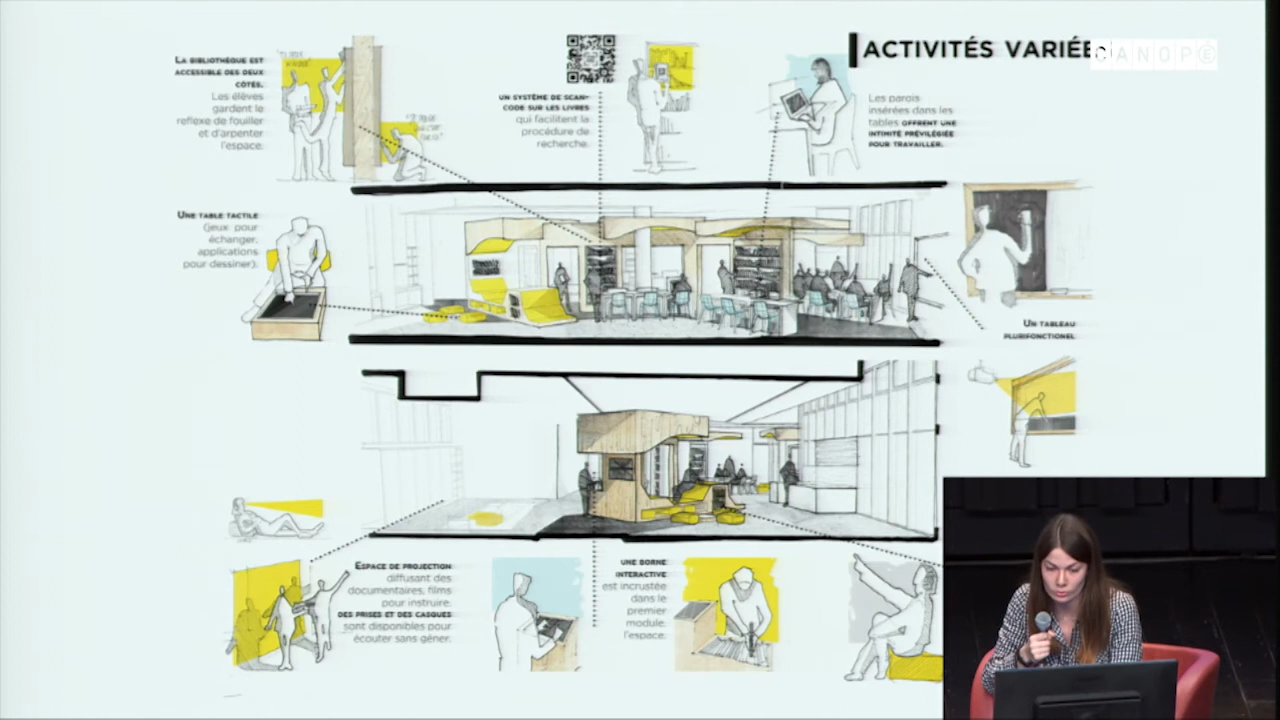 ACTIVITÉS VARIÉES
CANOPÉ
La bibliothèque est
accessible des deux
côtés.
Les élèves
gardent le
reflexe de fouiller
et d'arpenter
l'espace.
un système de scan-
code sur les livres
qui facilitent la
procédure de
recherche.
Les parois
insérées dans les
tables offrent une
intimité privilégiée
pour travailler.
Une table tactile
(jeux pour
échanger,
applications
pour dessiner).
Un tableau
plurifonctionel
Espace de projection
diffusant des
documentaires, films
pour instruire.
des prises et des casques
sont disponibles pour
écouter sans gêner.
une borne
interactive
est incrustée
dans le
premier
module.
l'espace.